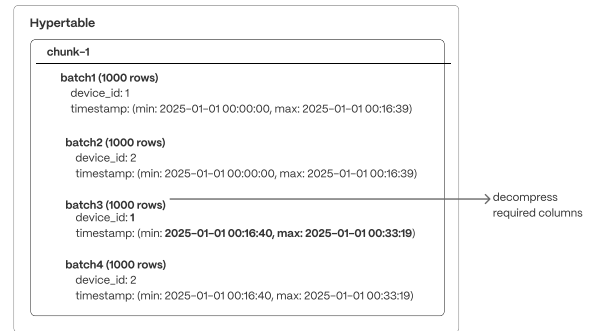 Hypertable
chunk-1
batch1 (1000 rows)
device_id: 1
timestamp: (min: 2025-01-01 00:00:00, max: 2025-01-01 00:16:39)
batch2 (1000 rows)
device_id: 2
timestamp: (min: 2025-01-01 00:00:00, max: 2025-01-01 00:16:39)
batch3 (1000 rows)
device_id: 1
timestamp: (min: 2025-01-01 00:16:40, max: 2025-01-01 00:33:19)
decompress
required columns
batch4 (1000 rows)
device_id: 2
timestamp: (min: 2025-01-01 00:16:40, max: 2025-01-01 00:33:19)